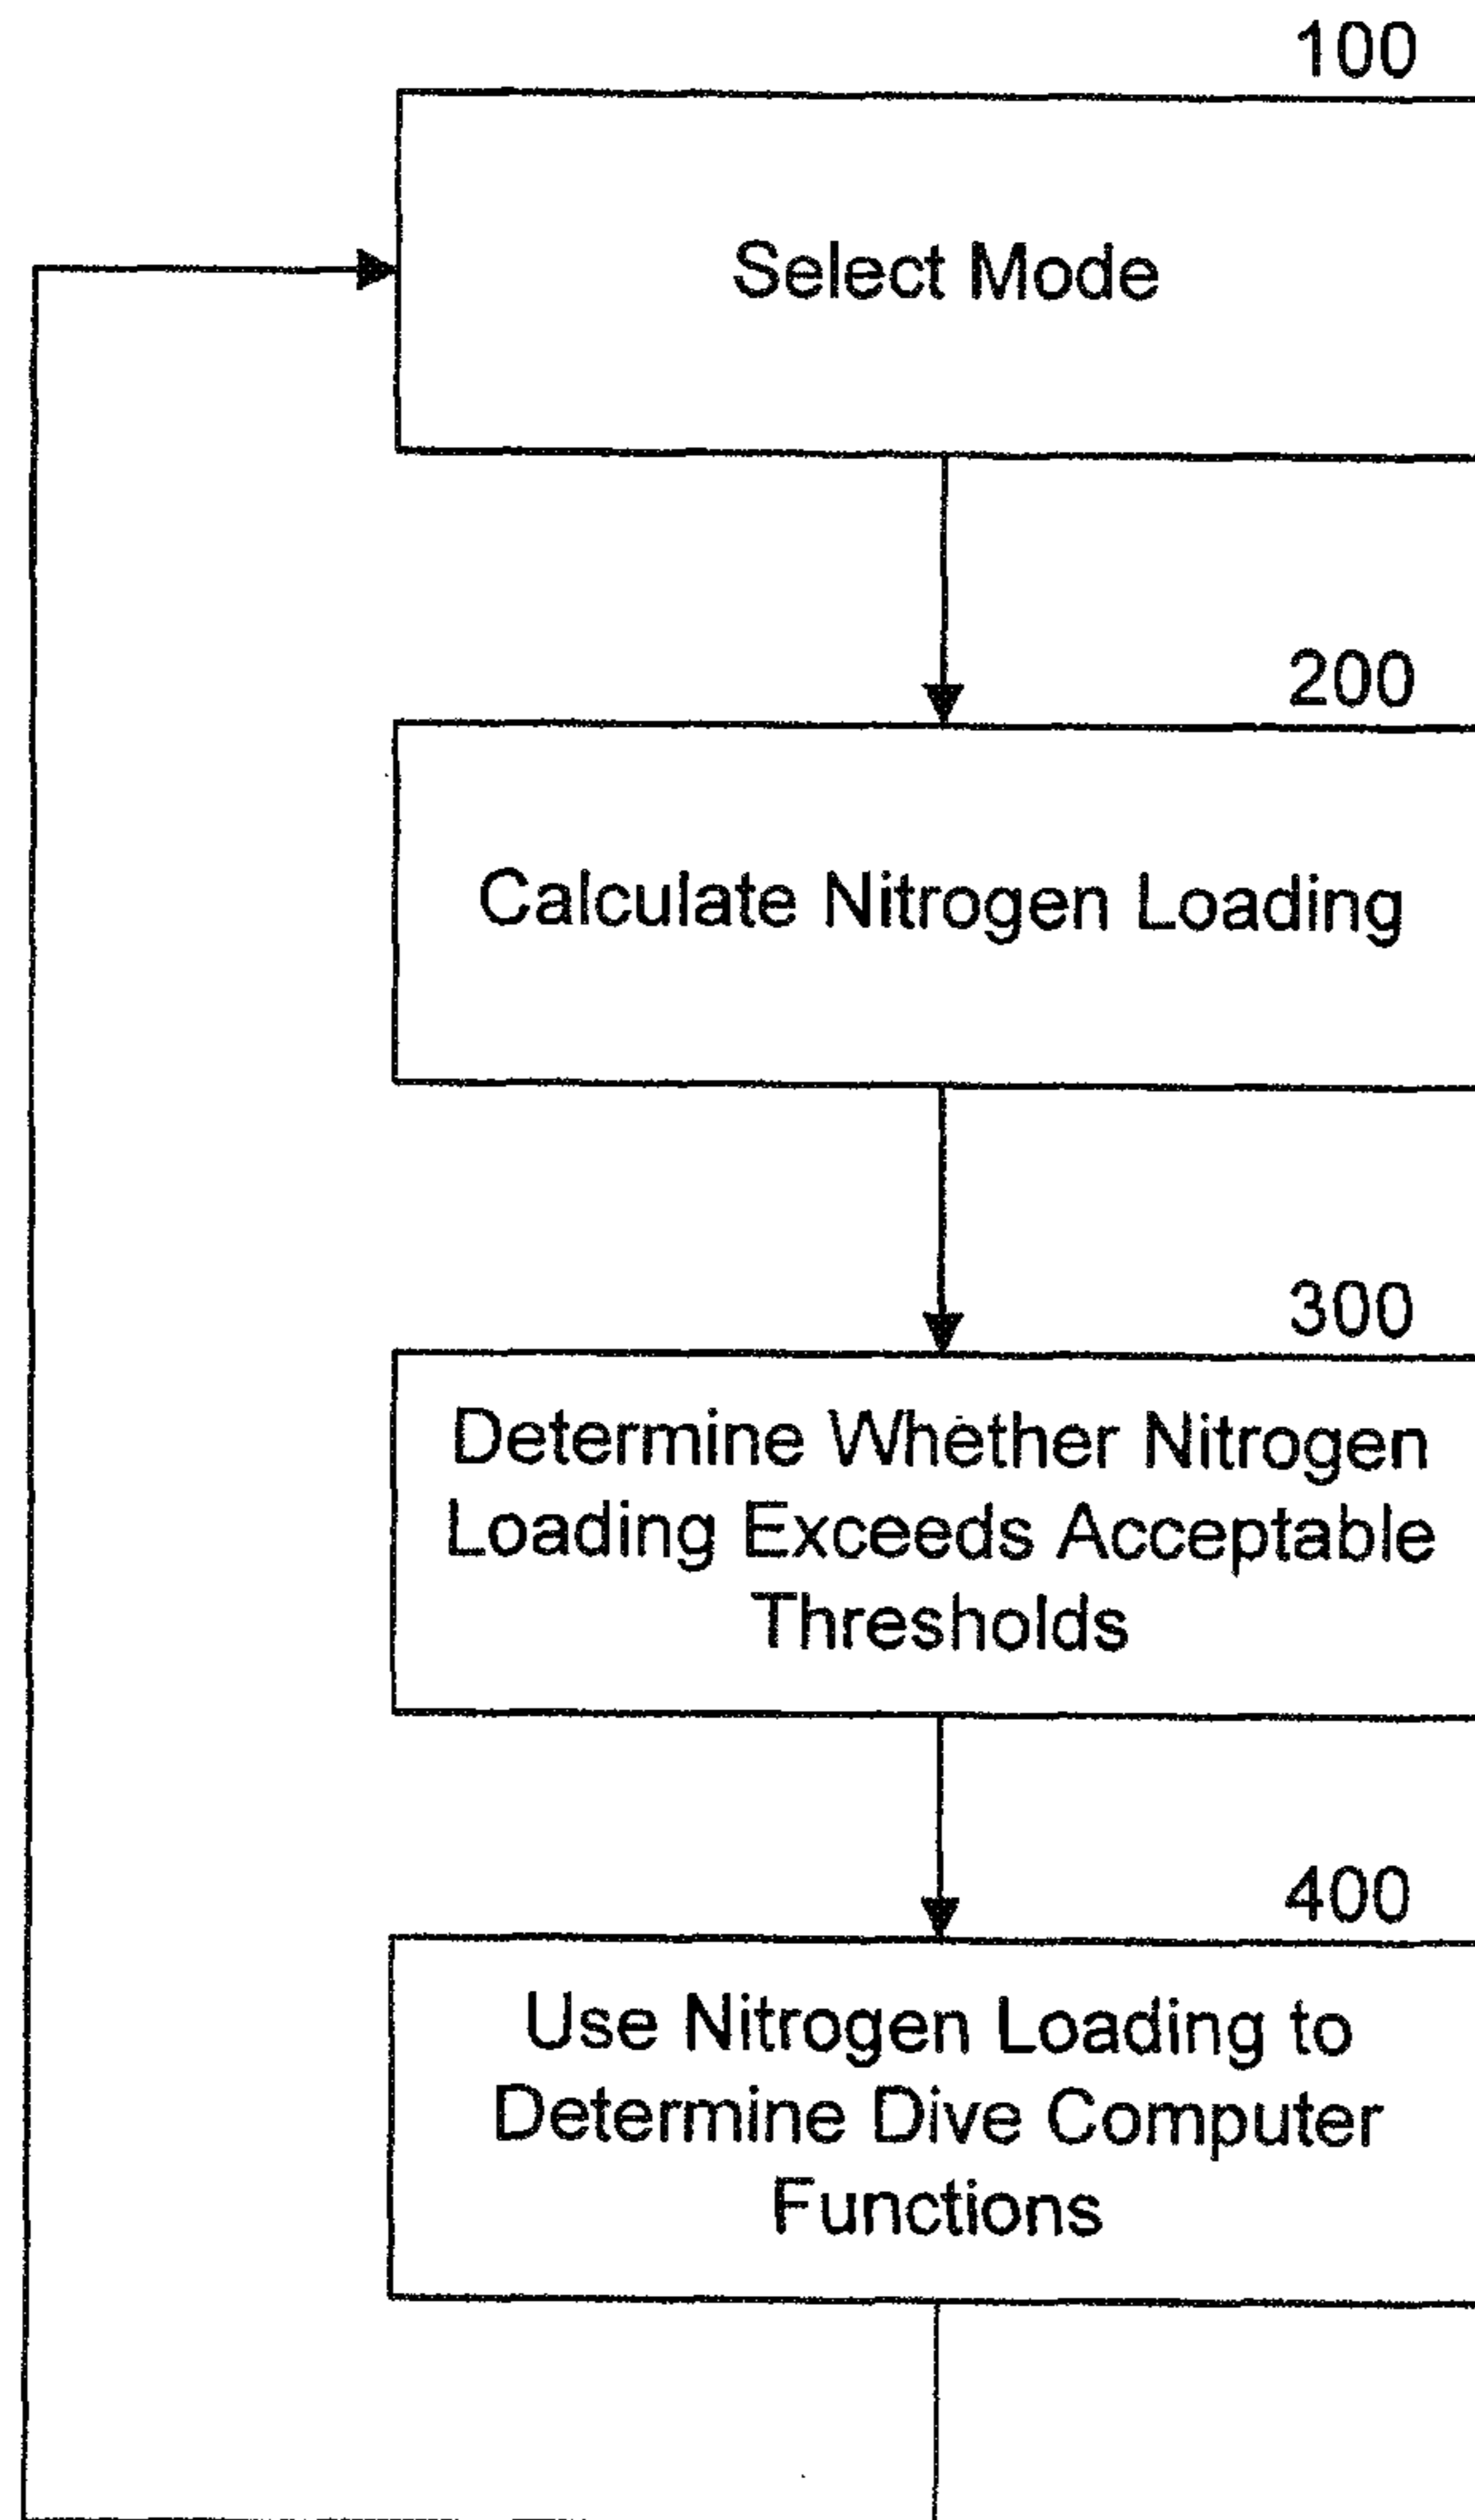 100
Select Mode
200
Calculate Nitrogen Loading
300
Determine Whether Nitrogen
Loading Exceeds Acceptable
Thresholds
400
Use Nitrogen Loading to
Determine Dive Computer
Functions